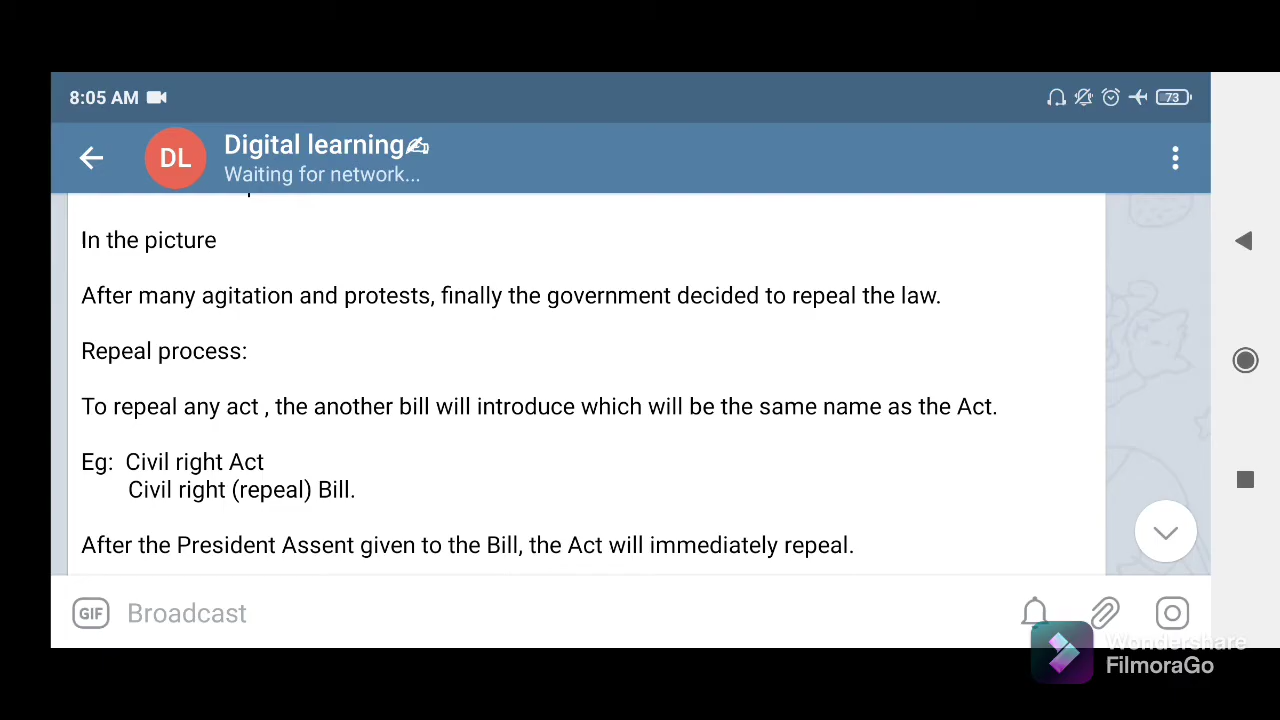 8:05 AM
73
DL
Digital learning✍
Waiting for network...
In the picture
After many agitation and protests, finally the government decided to repeal the law.
Repeal process:
To repeal any act , the another bill will introduce which will be the same name as the Act.
Eg:  Civil right Act
Civil right (repeal) Bill.
After the President Assent given to the Bill, the Act will immediately repeal.
GIF
Broadcast
Wondershare
FilmoraGo